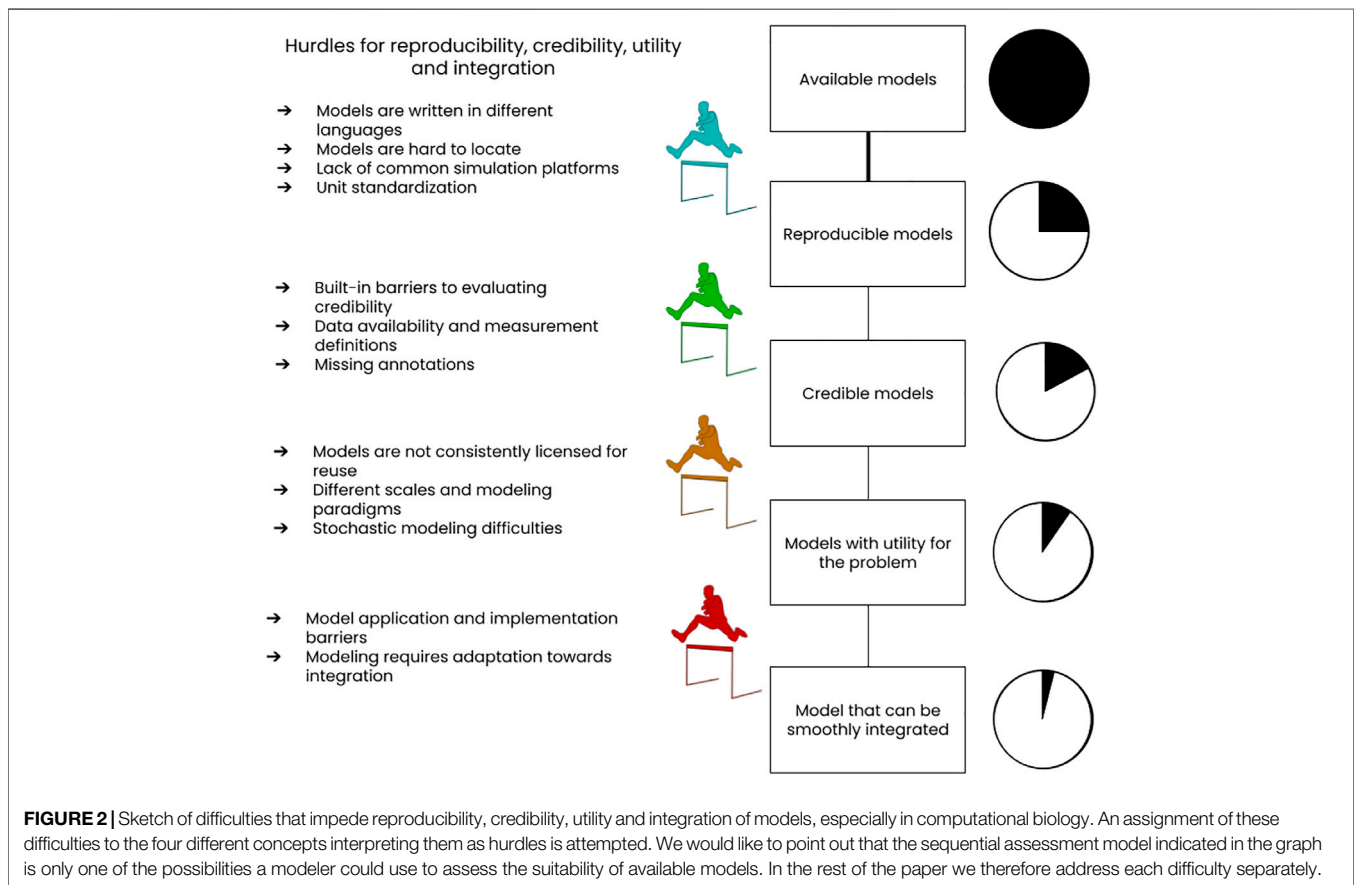 Hurdles for reproducibility, credibility, utility
and integration
➔ Models are written in different
languages
➔ Models are hard to locate
➔ Lack of common simulation platforms
➔ Unit standardization
➔ Built-in barriers to evaluating
credibility
➔ Data availability and measurement
definitions
➔ Missing annotations
➔ Models are not consistently licensed for
reuse
➔ Different scales and modeling
paradigms
➔ Stochastic modeling difficulties
➔ Model application and implementation
barriers
➔ Modeling requires adaptation towards
integration
Available models
Reproducible models
Credible models
Models with utility for
the problem
Model that can be
smoothly integrated
FIGURE 2 | Sketch of difficulties that impede reproducibility, credibility, utility and integration of models, especially in computational biology. An assignment of these
difficulties to the four different concepts interpreting them as hurdles is attempted. We would like to point out that the sequential assessment model indicated in the graph
is only one of the possibilities a modeler could use to assess the suitability of available models. In the rest of the paper we therefore address each difficulty separately.